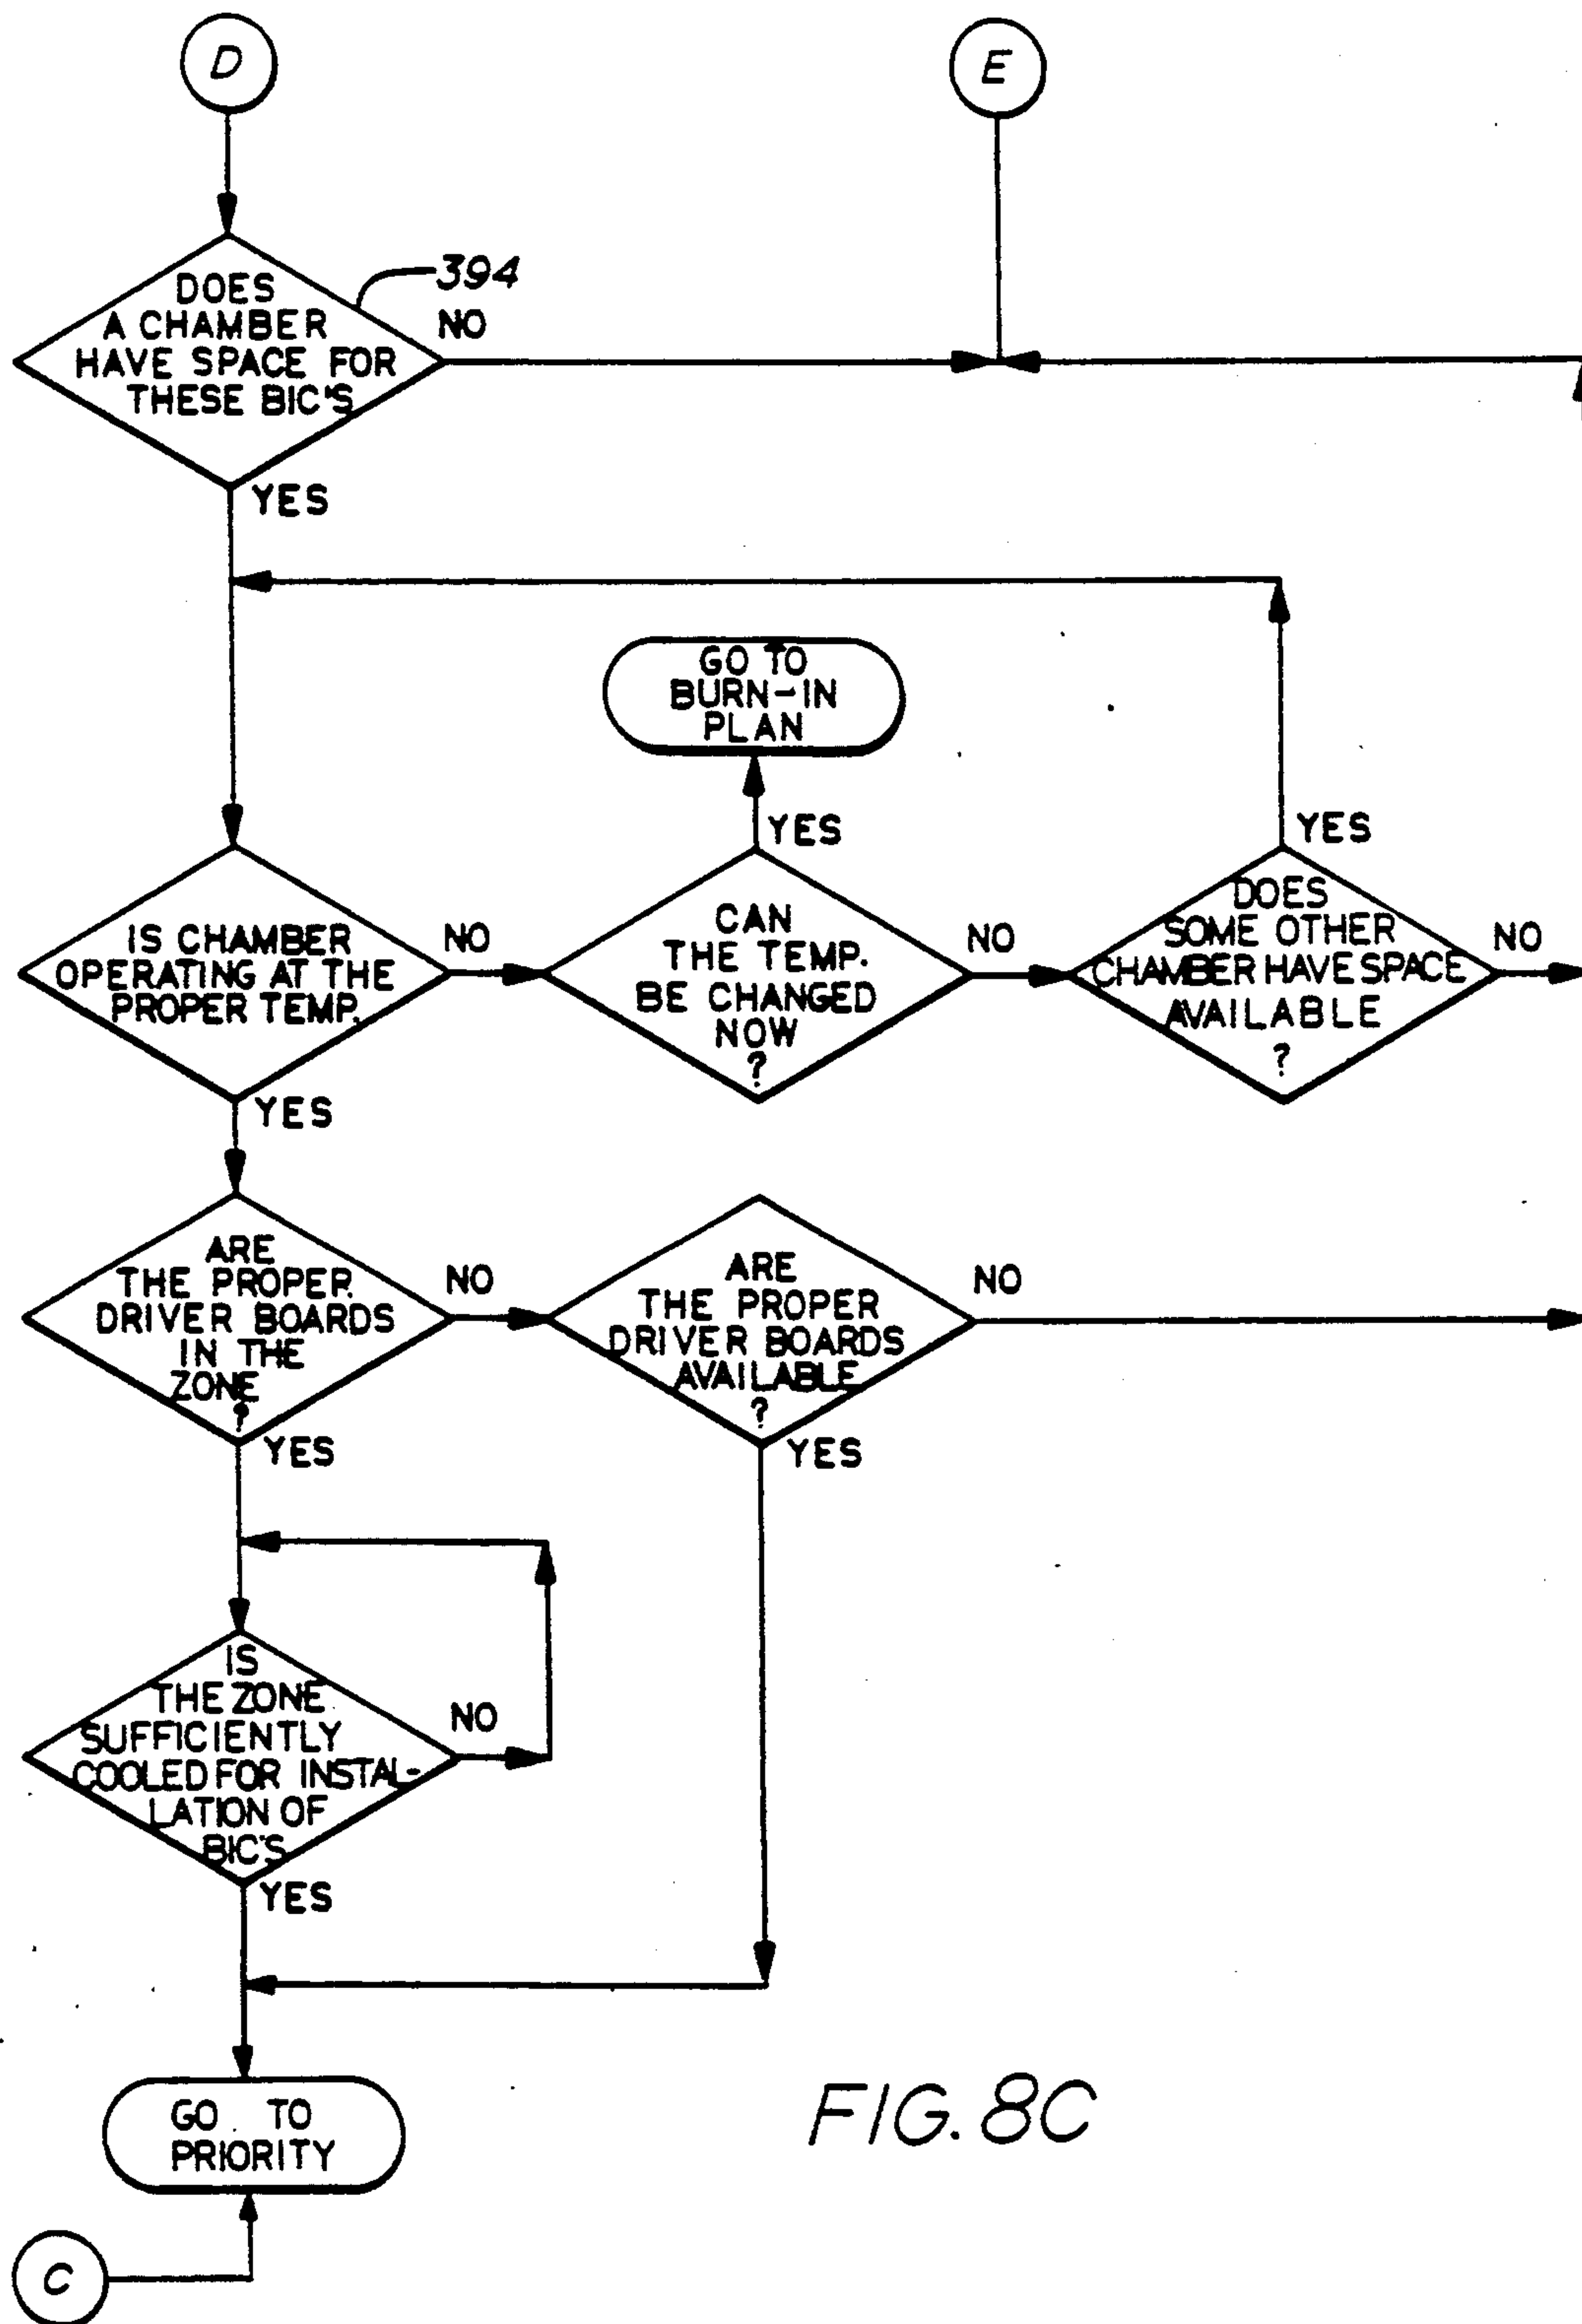 D
E
394
DOES
A CHAMBER
HAVE SPACE FOR
THESE BIC'S
NO
YES
GO TO
BURN-IN
PLAN
YES
YES
IS CHAMBER
OPERATING AT THE
PROPER TEMP.
NO
CAN
THE TEMP.
BE CHANGED
NOW
?
NO
DOES
SOME OTHER
CHAMBER HAVE SPACE
AVAILABLE
?
NO
YES
ARE
THE PROPER
DRIVER BOARDS
IN THE
ZONE
?
NO
ARE
THE PROPER
DRIVER BOARDS
AVAILABLE
?
NO
YES
YES
IS
THE ZONE
SUFFICIENTLY
COOLED FOR INSTAL-
LATION OF
BIC'S
NO
YES
GO TO
PRIORITY
C
FIG. 8C